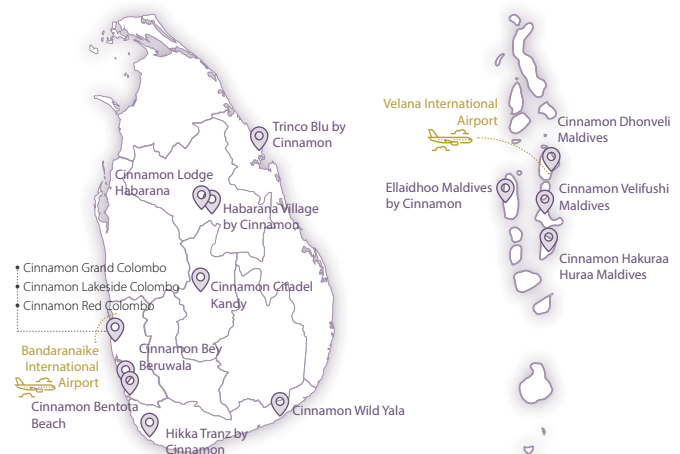 Trinco Blu by
Cinnamon
Cinnamon Lodge
Habarana
Habarana Village
by Cinnamon
• Cinnamon Grand Colombo
• Cinnamon Lakeside Colombo
• Cinnamon Red Colombo
Cinnamon Citadel
Kandy
Bandaranaike
International
Airport
Cinnamon Bey
Beruwala
Cinnamon Bentota
Beach
Hikka Tranz by
Cinnamon
Cinnamon Wild Yala
Velana International
Airport
Cinnamon Dhonveli
Maldives
Ellaidhoo Maldives
by Cinnamon
Cinnamon Velifushi
Maldives
Cinnamon Hakuraa
Huraa Maldives